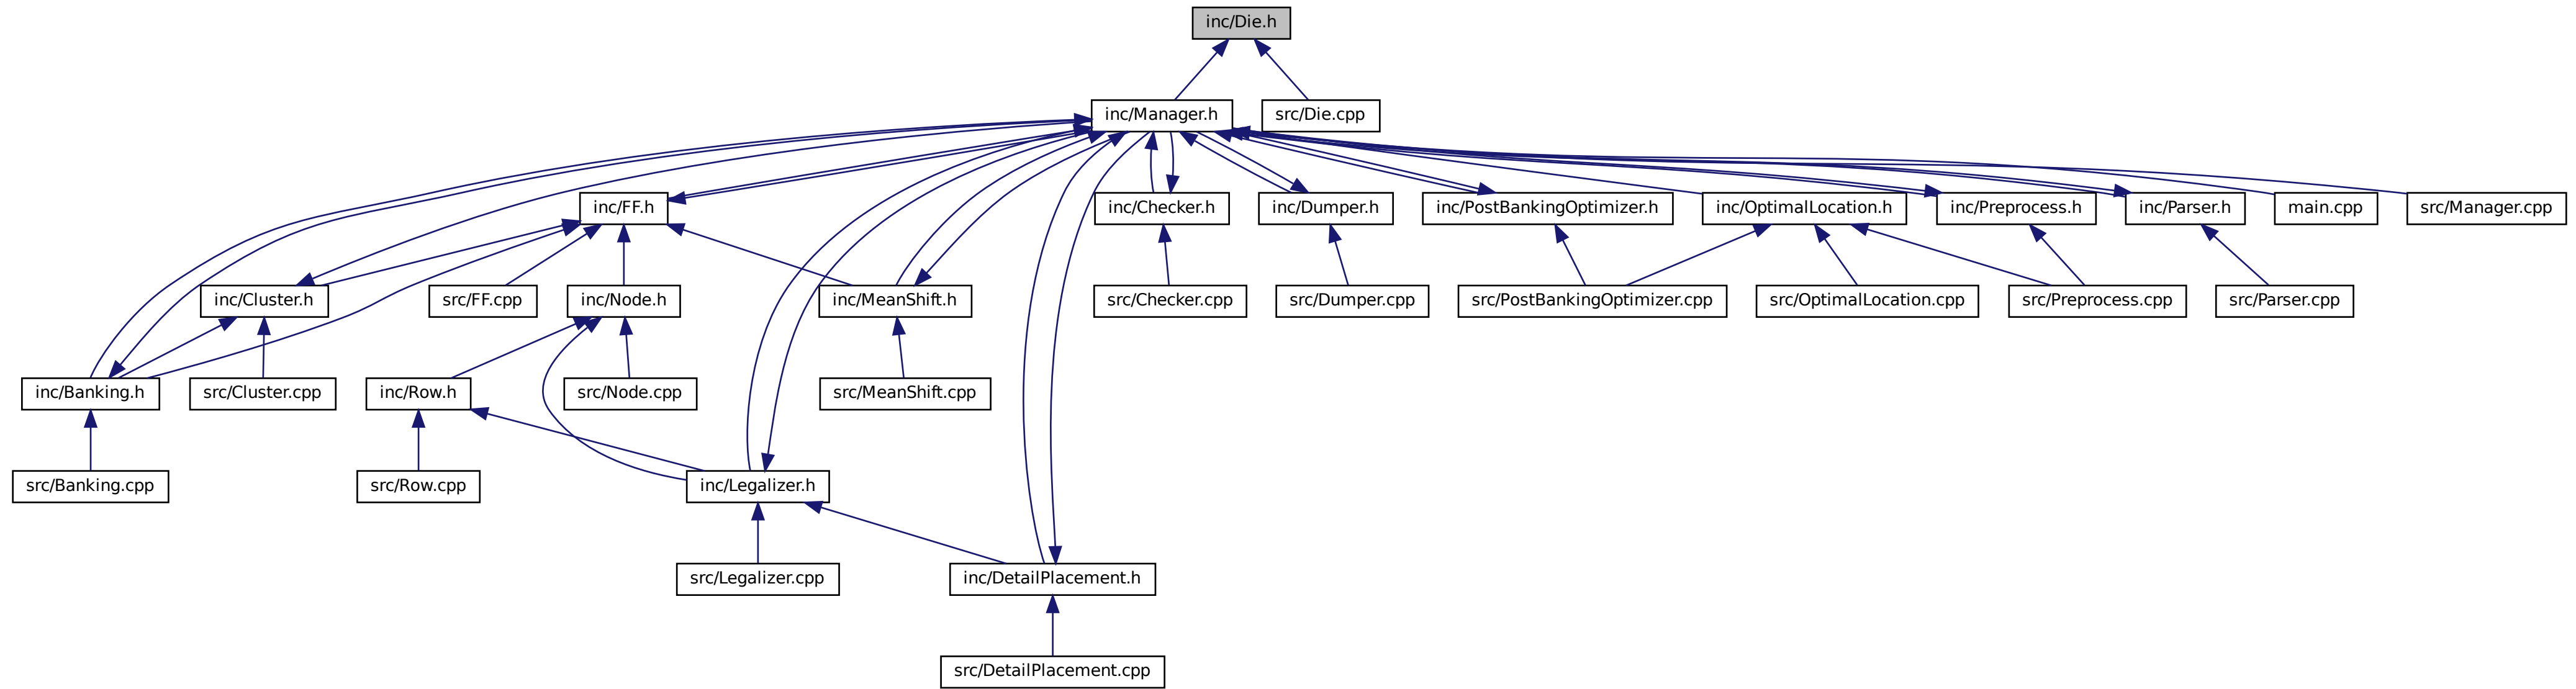 inc/Die.h
inc/Manager.h
src/Die.cpp
inc/FF.h
inc/Checker.h
inc/Dumper.h
inc/PostBankingOptimizer.h
inc/OptimalLocation.h
inc/Preprocess.h
inc/Parser.h
main.cpp
src/Manager.cpp
inc/Cluster.h
src/FF.cpp
inc/Node.h
inc/MeanShift.h
src/Checker.cpp
src/Dumper.cpp
src/PostBankingOptimizer.cpp
src/OptimalLocation.cpp
src/Preprocess.cpp
src/Parser.cpp
inc/Banking.h
src/Cluster.cpp
inc/Row.h
src/Node.cpp
src/MeanShift.cpp
src/Banking.cpp
src/Row.cpp
inc/Legalizer.h
src/Legalizer.cpp
inc/DetailPlacement.h
src/DetailPlacement.cpp